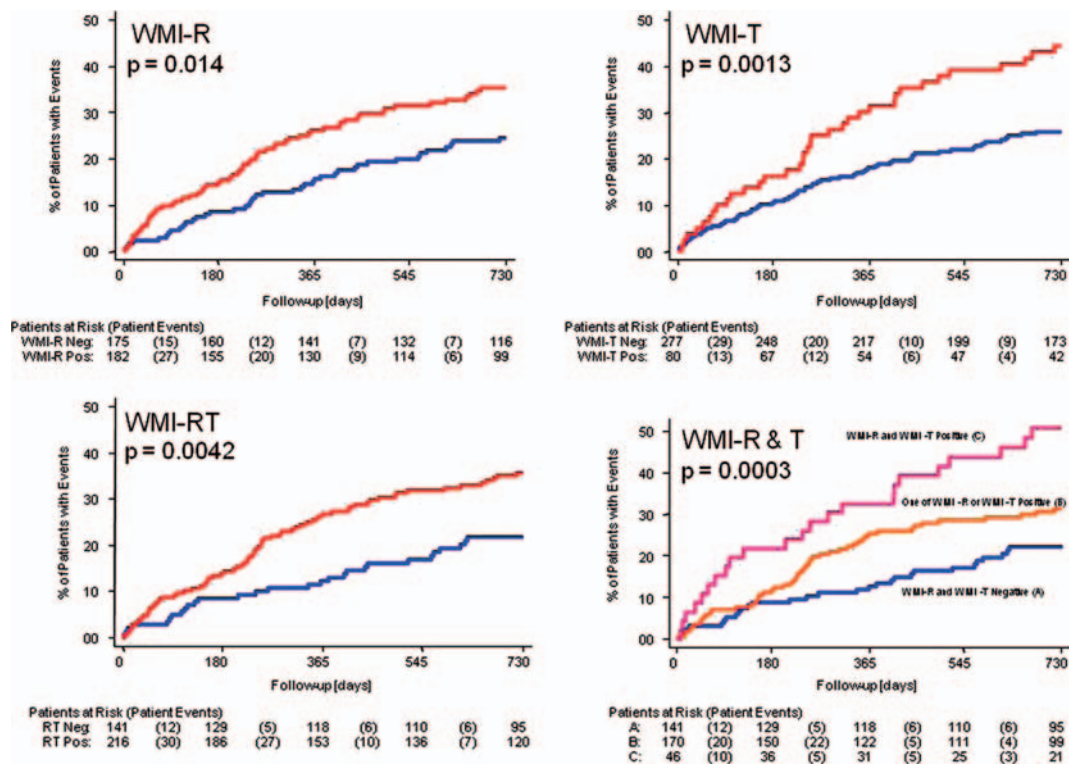 WMI-R
p = 0.014
50
40
30
20
10
00
% of Patients with Events
0 180 365 545 730
Follow-up [days]
Patients at Risk (Patient Events)
WMI-R Neg: 175 (15) 160 (12) 141 (7) 132 (7) 116
WMI-R Pos: 182 (27) 155 (20) 130 (9) 114 (6) 99
WMI-T
p = 0.0013
50
40
30
20
10
00
% of Patients with Events
0 180 365 545 730
Follow-up [days]
Patients at Risk (Patient Events)
WMI-T Neg: 277 (29) 248 (20) 217 (10) 199 (9) 173
WMI-T Pos: 80 (13) 67 (12) 54 (6) 47 (4) 42
WMI-RT
p = 0.0042
50
40
30
20
10
00
% of Patients with Events
0 180 365 545 730
Follow-up [days]
Patients at Risk (Patient Events)
RT Neg: 141 (12) 129 (5) 118 (6) 110 (6) 95
RT Pos: 216 (30) 186 (27) 153 (10) 136 (7) 120
WMI-R & T
p = 0.0003
WMI-R and WMI-T Positive (C)
One of WMI-R or WMI-T Positive (B)
WMI-R and WMI-T Negative (A)
50
40
30
20
10
00
% of Patients with Events
0 180 365 545 730
Follow-up [days]
Patients at Risk (Patient Events)
A: 141 (12) 129 (5) 118 (6) 110 (6) 95
B: 170 (20) 150 (22) 122 (5) 111 (4) 99
C: 46 (10) 36 (5) 31 (5) 25 (3) 21